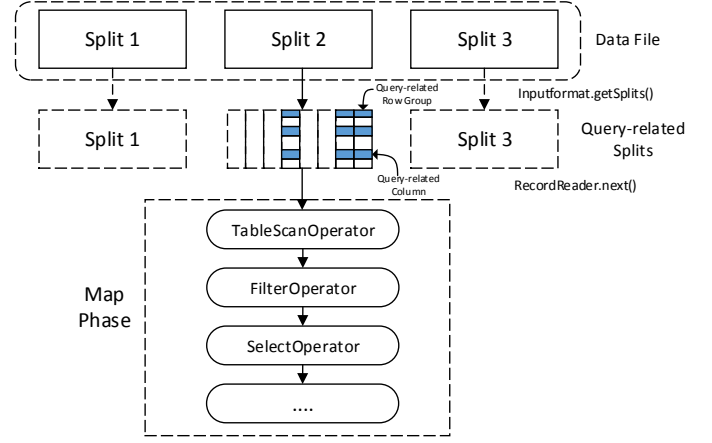 Split 1
Split 2
Split 3
Data File
Query-related
Row Group
Inputformat.getSplits()
Split 1
Split 3
Query-related
Splits
Query-related
Column
RecordReader.next()
TableScanOperator
Map
Phase
FilterOperator
SelectOperator
....